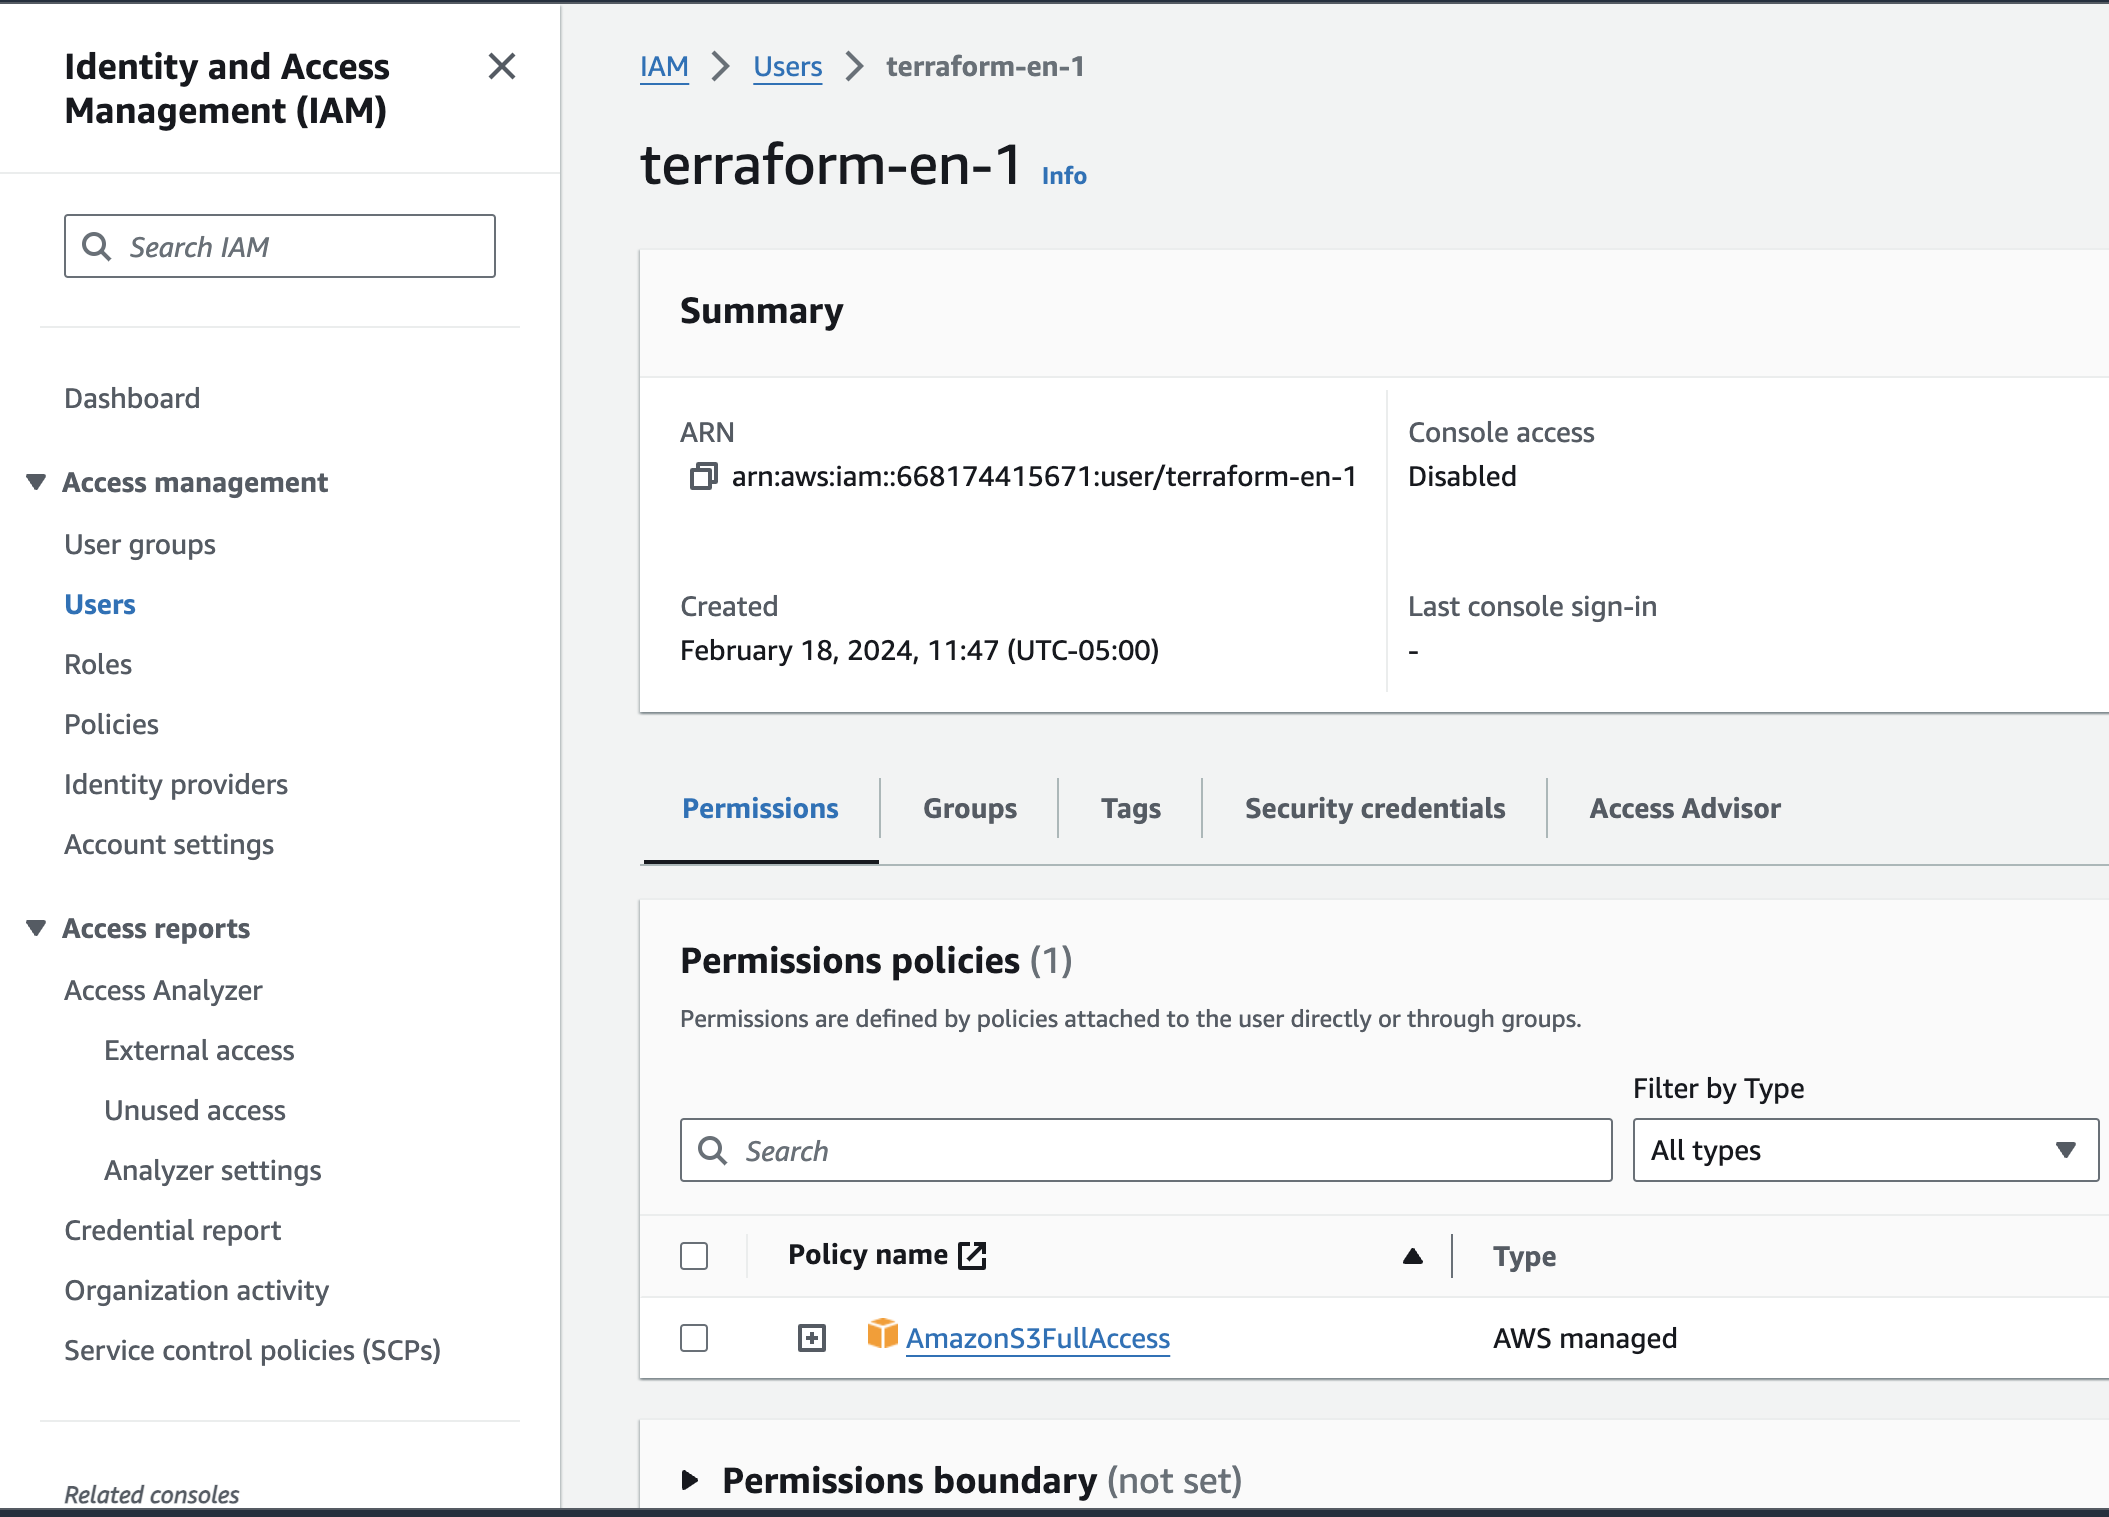 Identity and Access
Management (IAM)
Search IAM
Dashboard
Access management
User groups
Users
Roles
Policies
Identity providers
Account settings
Access reports
Access Analyzer
External access
Unused access
Analyzer settings
Credential report
Organization activity
Service control policies (SCPs)
Related consoles
IAM > Users > terraform-en-1
terraform-en-1 Info
Summary
ARN
arn:aws:iam::668174415671:user/terraform-en-1
Console access
Disabled
Created
February 18, 2024, 11:47 (UTC-05:00)
Last console sign-in
-
Permissions Groups Tags Security credentials Access Advisor
Permissions policies (1)
Permissions are defined by policies attached to the user directly or through groups.
Filter by Type
Search
All types
Policy name Type
AmazonS3FullAccess AWS managed
Permissions boundary (not set)